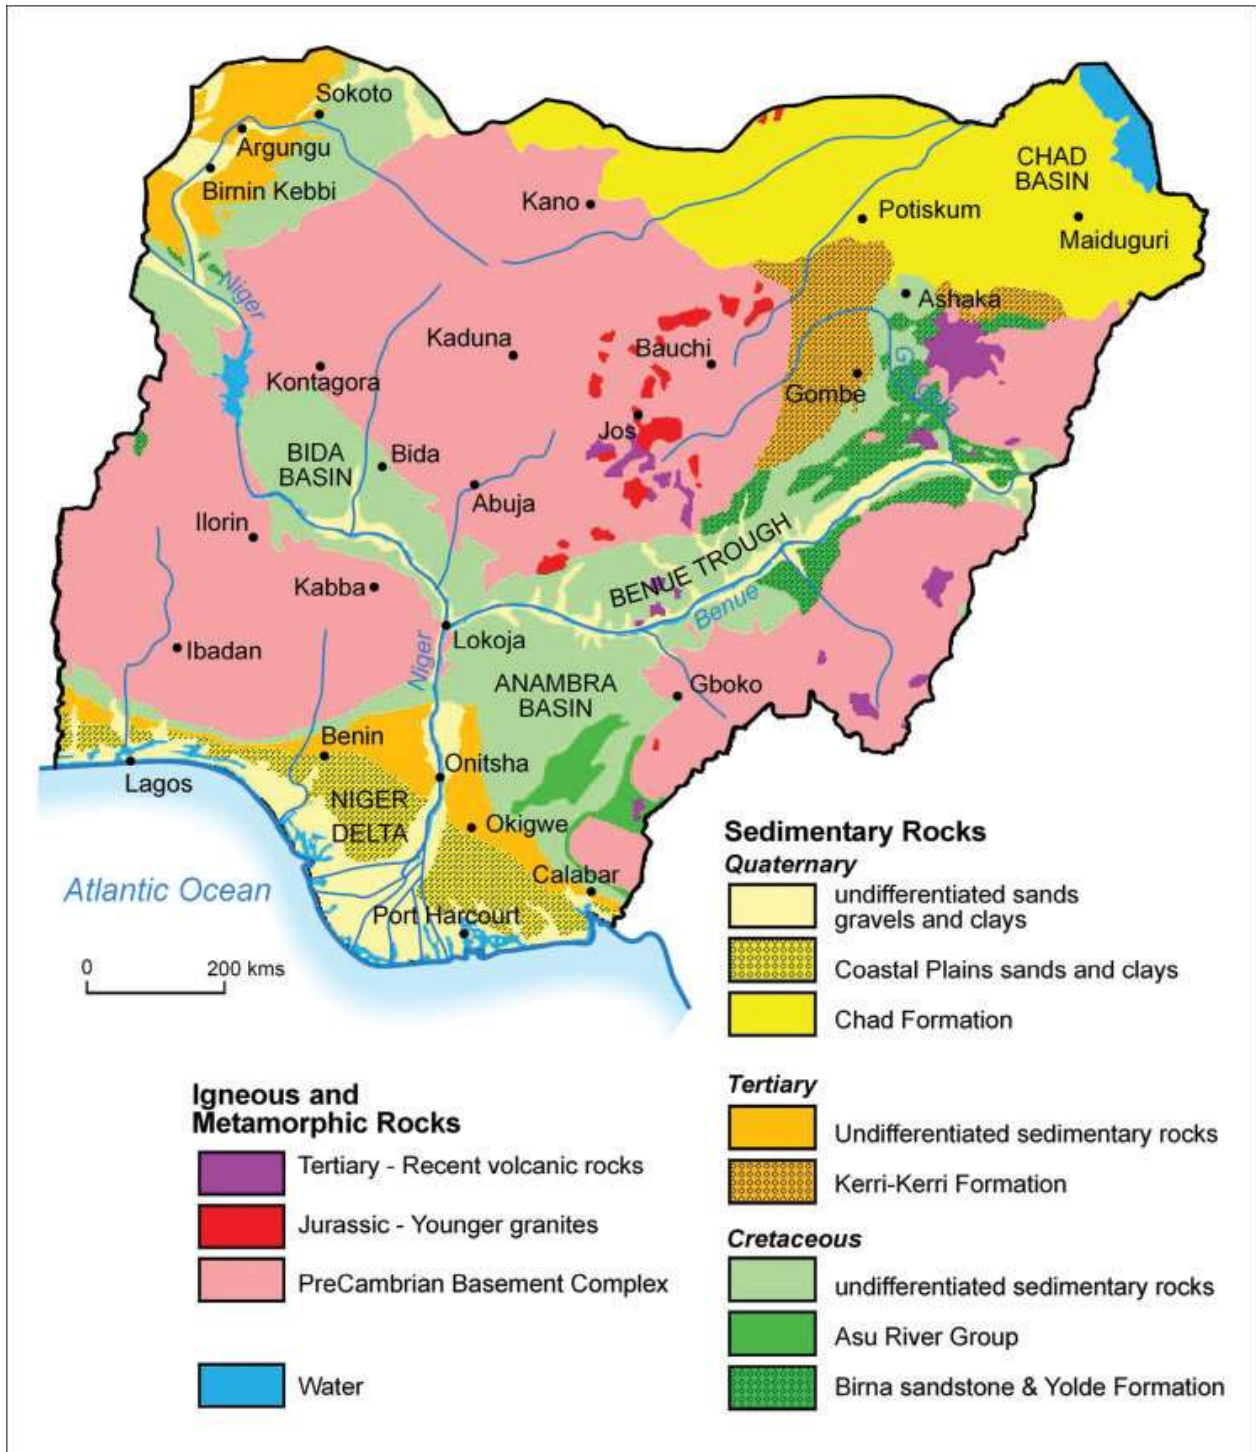 Sokoto
Argungu
Birnin Kebbi
Kano
CHAD
BASIN
Potiskum
Maiduguri
Niger
Ashaka
Kaduna
Bauchi
Kontagora
Gombe
Jos
BIDA
BASIN
Bida
Abuja
Ilorin
BENUE TROUGH
Kabba
Benue
Lokoja
Ibadan
Niger
ANAMBRA
BASIN
Gboko
Benin
Onitsha
Lagos
NIGER
DELTA
Okigwe
Calabar
Atlantic Ocean
Port Harcourt
0 200 kms
Sedimentary Rocks
Quaternary
undifferentiated sands
gravels and clays
Coastal Plains sands and clays
Chad Formation
Tertiary
Undifferentiated sedimentary rocks
Kerri-Kerri Formation
Cretaceous
undifferentiated sedimentary rocks
Asu River Group
Birna sandstone & Yolde Formation
Igneous and
Metamorphic Rocks
Tertiary - Recent volcanic rocks
Jurassic - Younger granites
PreCambrian Basement Complex
Water